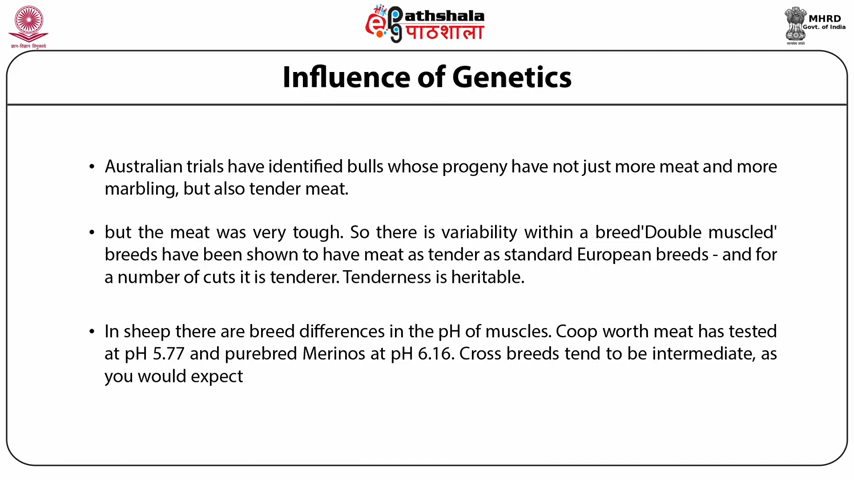 ePathshala
पाठशाला
MHRD
Govt. of India
Influence of Genetics
• Australian trials have identified bulls whose progeny have not just more meat and more
marbling, but also tender meat.
• but the meat was very tough. So there is variability within a breed'Double muscled'
breeds have been shown to have meat as tender as standard European breeds - and for
a number of cuts it is tenderer. Tenderness is heritable.
• In sheep there are breed differences in the pH of muscles. Coop worth meat has tested
at pH 5.77 and purebred Merinos at pH 6.16. Cross breeds tend to be intermediate, as
you would expect